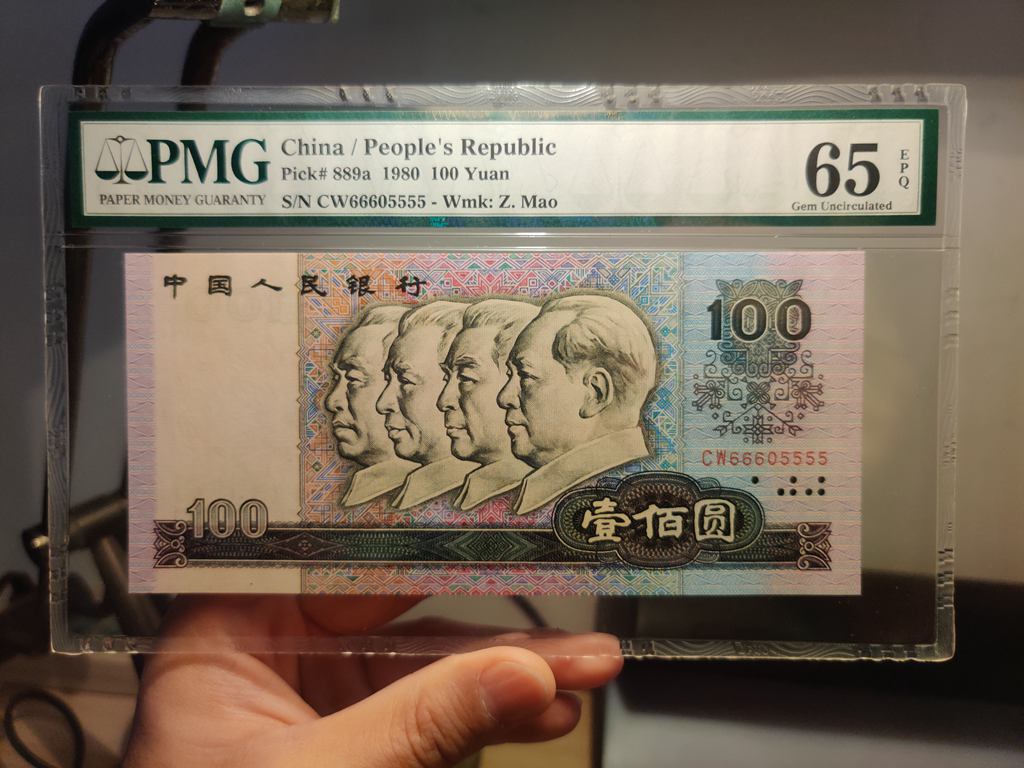 PMG
PAPER MONEY GUARANTY
China / People's Republic
Pick# 889a 1980 100 Yuan
S/N CW66605555 - Wmk: Z. Mao
65 EPQ
Gem Uncirculated
中国人民银行
100
CW66605555
100
壹佰圆